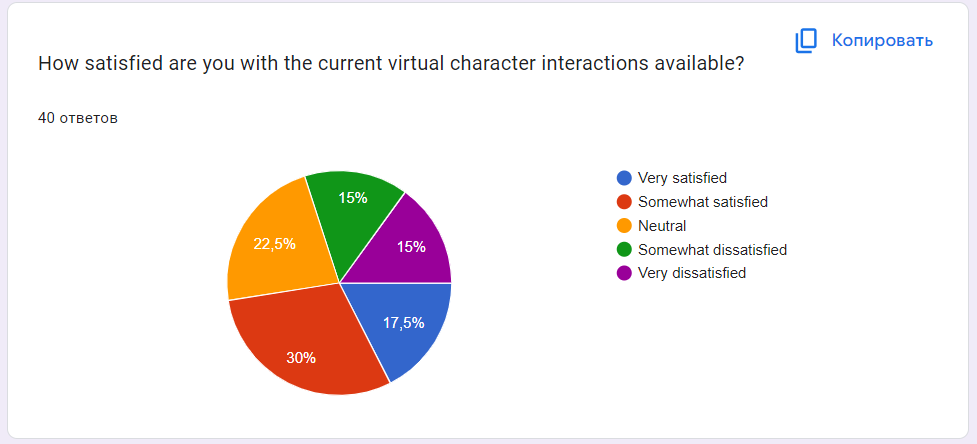 Копировать
How satisfied are you with the current virtual character interactions available?
40 ответов
15%
15%
22,5%
17,5%
30%
Very satisfied
Somewhat satisfied
Neutral
Somewhat dissatisfied
Very dissatisfied